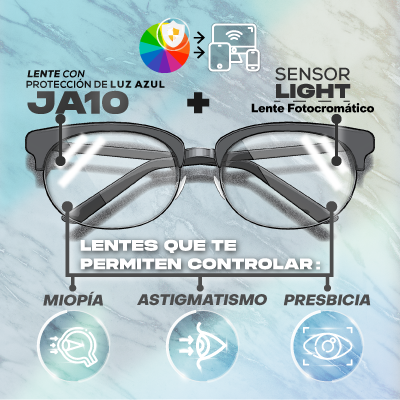 LENTE CON
PROTECCIÓN DE LUZ AZUL
JA10
+
SENSOR
LIGHT
Lente Fotocromático
LENTES QUE TE
PERMITEN CONTROLAR:
MIOPÍA
ASTIGMATISMO
PRESBICIA